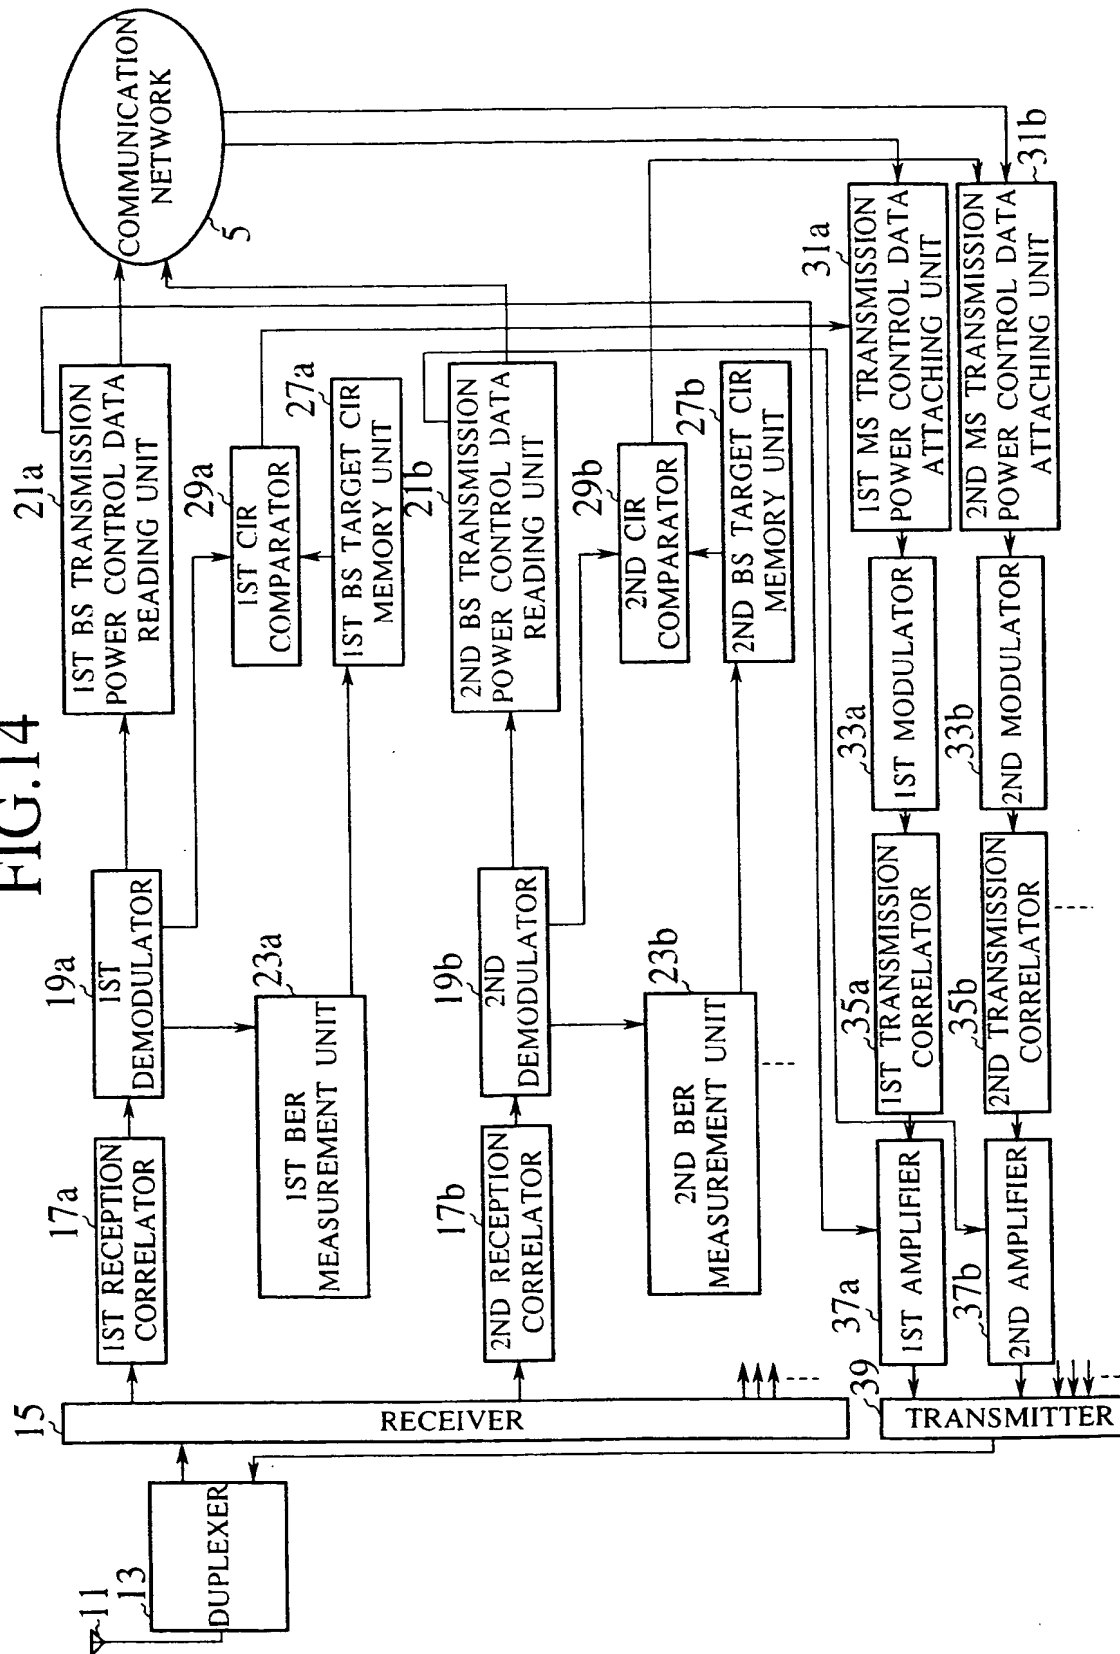 FIG.14
11
13
DUPLEXER
15
RECEIVER
39
TRANSMITTER
17a
1ST RECEPTION
CORRELATOR
19a
1ST
DEMODULATOR
21a
1ST BS TRANSMISSION
POWER CONTROL DATA
READING UNIT
COMMUNICATION
NETWORK
5
23a
1ST BER
MEASUREMENT UNIT
29a
1ST CIR
COMPARATOR
27a
1ST BS TARGET CIR
MEMORY UNIT
17b
2ND RECEPTION
CORRELATOR
19b
2ND
DEMODULATOR
21b
2ND BS TRANSMISSION
POWER CONTROL DATA
READING UNIT
23b
2ND BER
MEASUREMENT UNIT
29b
2ND CIR
COMPARATOR
27b
2ND BS TARGET CIR
MEMORY UNIT
37a
1ST AMPLIFIER
35a
1ST TRANSMISSION
CORRELATOR
33a
1ST MODULATOR
31a
1ST MS TRANSMISSION
POWER CONTROL DATA
ATTACHING UNIT
37b
2ND AMPLIFIER
35b
2ND TRANSMISSION
CORRELATOR
33b
2ND MODULATOR
31b
2ND MS TRANSMISSION
POWER CONTROL DATA
ATTACHING UNIT